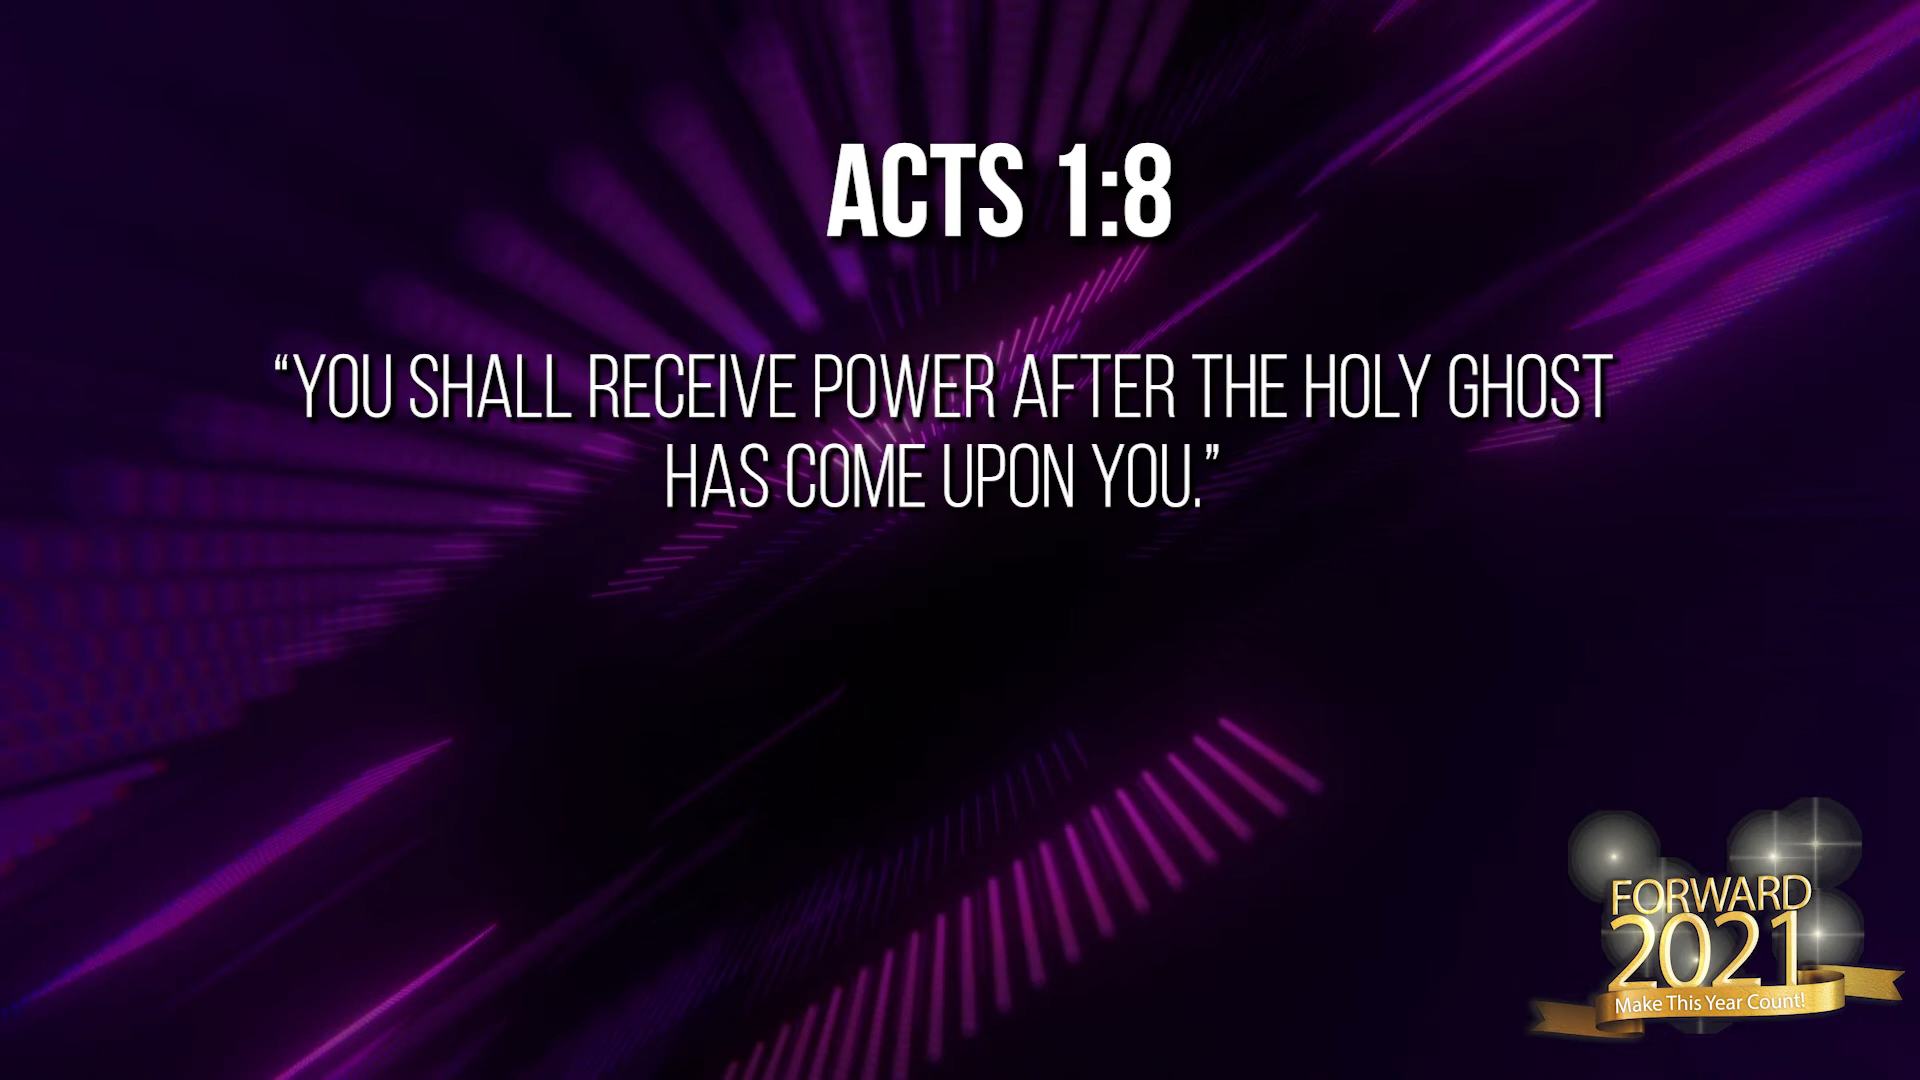 ACTS 1:8
“YOU SHALL RECEIVE POWER AFTER THE HOLY GHOST
HAS COME UPON YOU.”
FORWARD
2021
Make This Year Count!